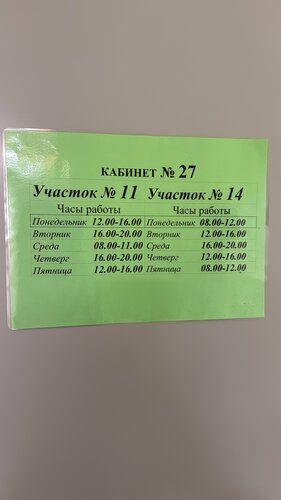 КАБИНЕТ № 27
Участок № 11 Участок № 14
Часы работы Часы работы
Понедельник 12.00-16.00 Понедельник 08.00-12.00
Вторник 16.00-20.00 Вторник 12.00-16.00
Среда 08.00-11.00 Среда 16.00-20.00
Четверг 16.00-20.00 Четверг 12.00-16.00
Пятница 12.00-16.00 Пятница 08.00-12.00